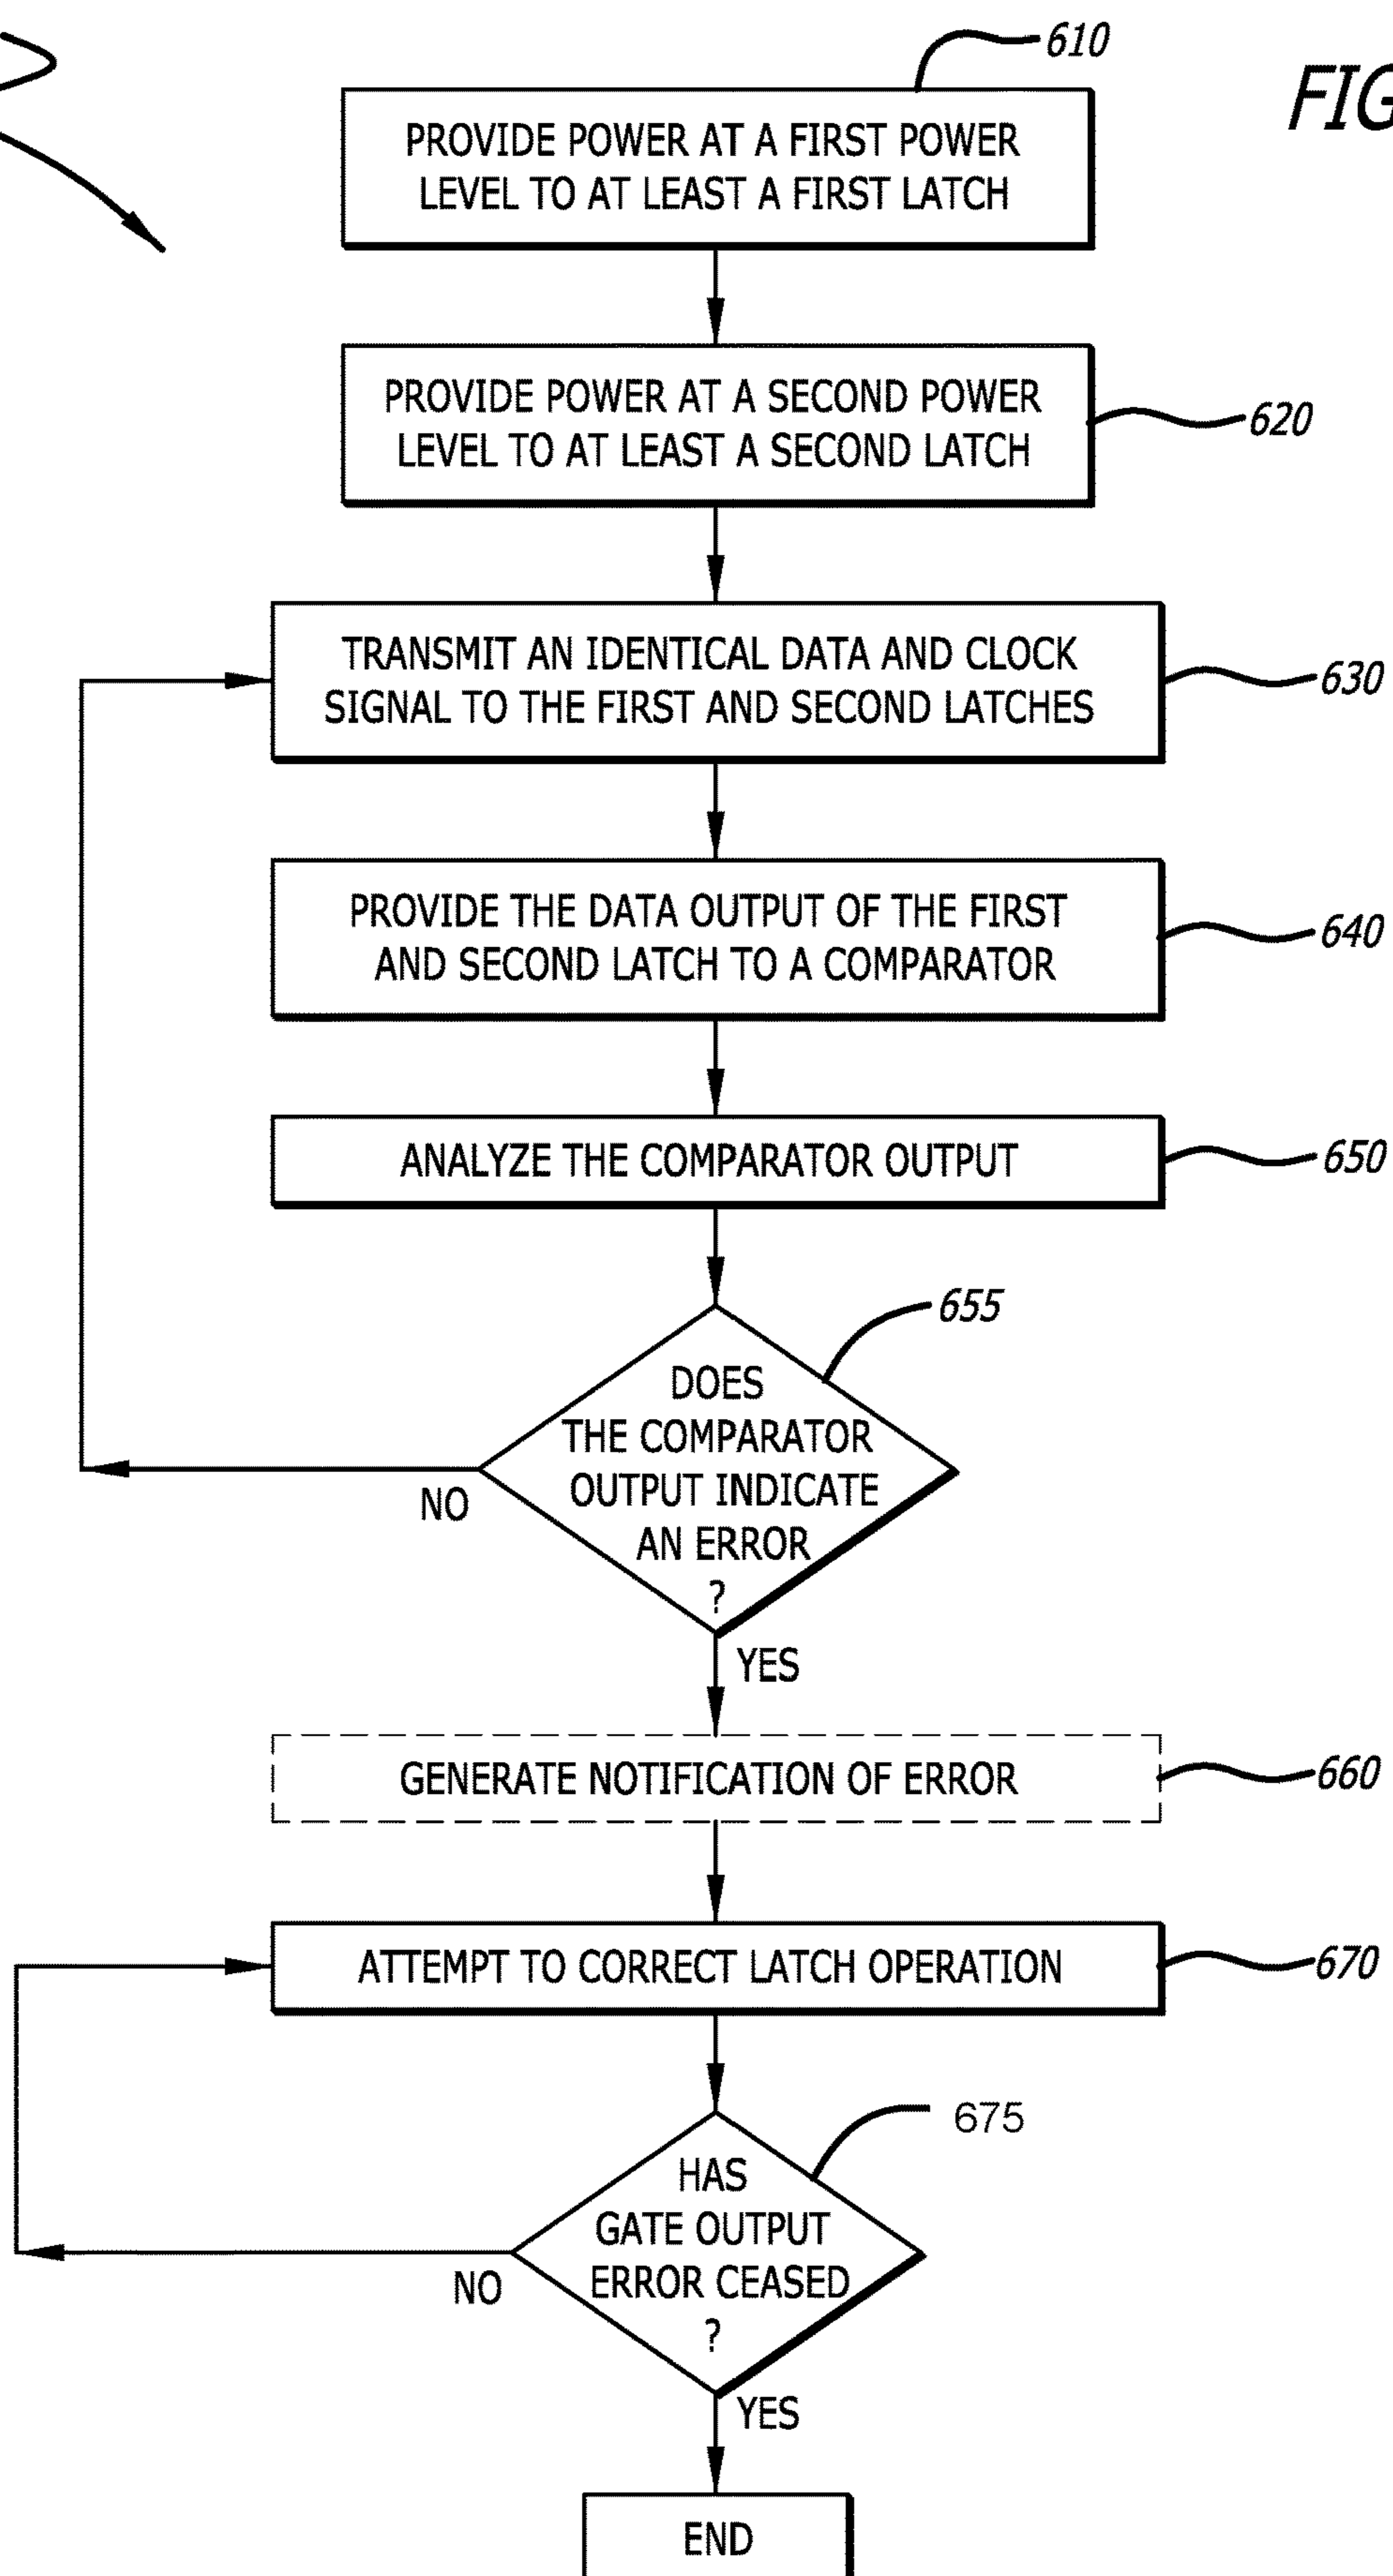 610
FIG
PROVIDE POWER AT A FIRST POWER
LEVEL TO AT LEAST A FIRST LATCH
PROVIDE POWER AT A SECOND POWER
LEVEL TO AT LEAST A SECOND LATCH
620
TRANSMIT AN IDENTICAL DATA AND CLOCK
SIGNAL TO THE FIRST AND SECOND LATCHES
630
PROVIDE THE DATA OUTPUT OF THE FIRST
AND SECOND LATCH TO A COMPARATOR
640
ANALYZE THE COMPARATOR OUTPUT
650
655
DOES
THE COMPARATOR
OUTPUT INDICATE
AN ERROR
?
NO
YES
GENERATE NOTIFICATION OF ERROR
660
ATTEMPT TO CORRECT LATCH OPERATION
670
675
HAS
GATE OUTPUT
ERROR CEASED
?
NO
YES
END